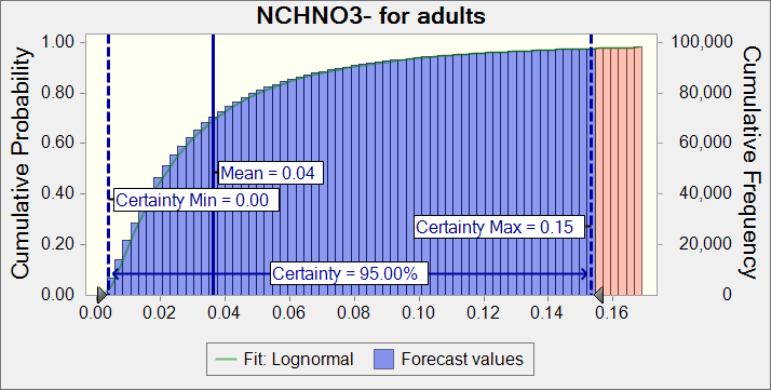 NCHNO3- for adults
1.00
0.80
0.60
0.40
0.20
0.00
Cumulative Probability
100,000
80,000
60,000
40,000
20,000
0
Cumulative Frequency
Mean = 0.04
Certainty Min = 0.00
Certainty Max = 0.15
Certainty = 95.00%
0.00 0.02 0.04 0.06 0.08 0.10 0.12 0.14 0.16
Fit: Lognormal Forecast values